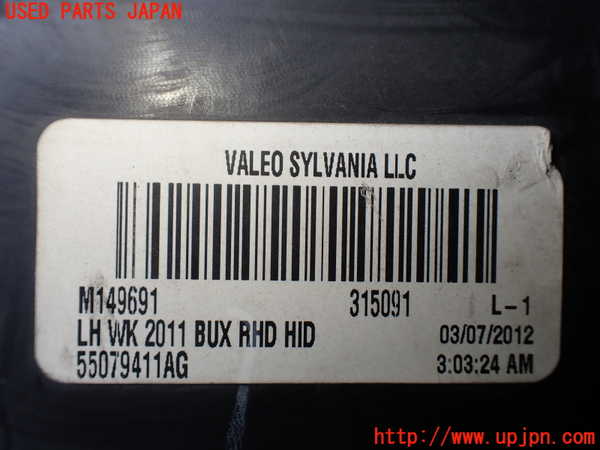 USED PARTS JAPAN
VALEO SYLVANIA LLC
M149691 315091 L-1
LH WK 2011 BUX RHD HID 03/07/2012
55079411AG 3:03:24 AM
http://www.upjpn.com/